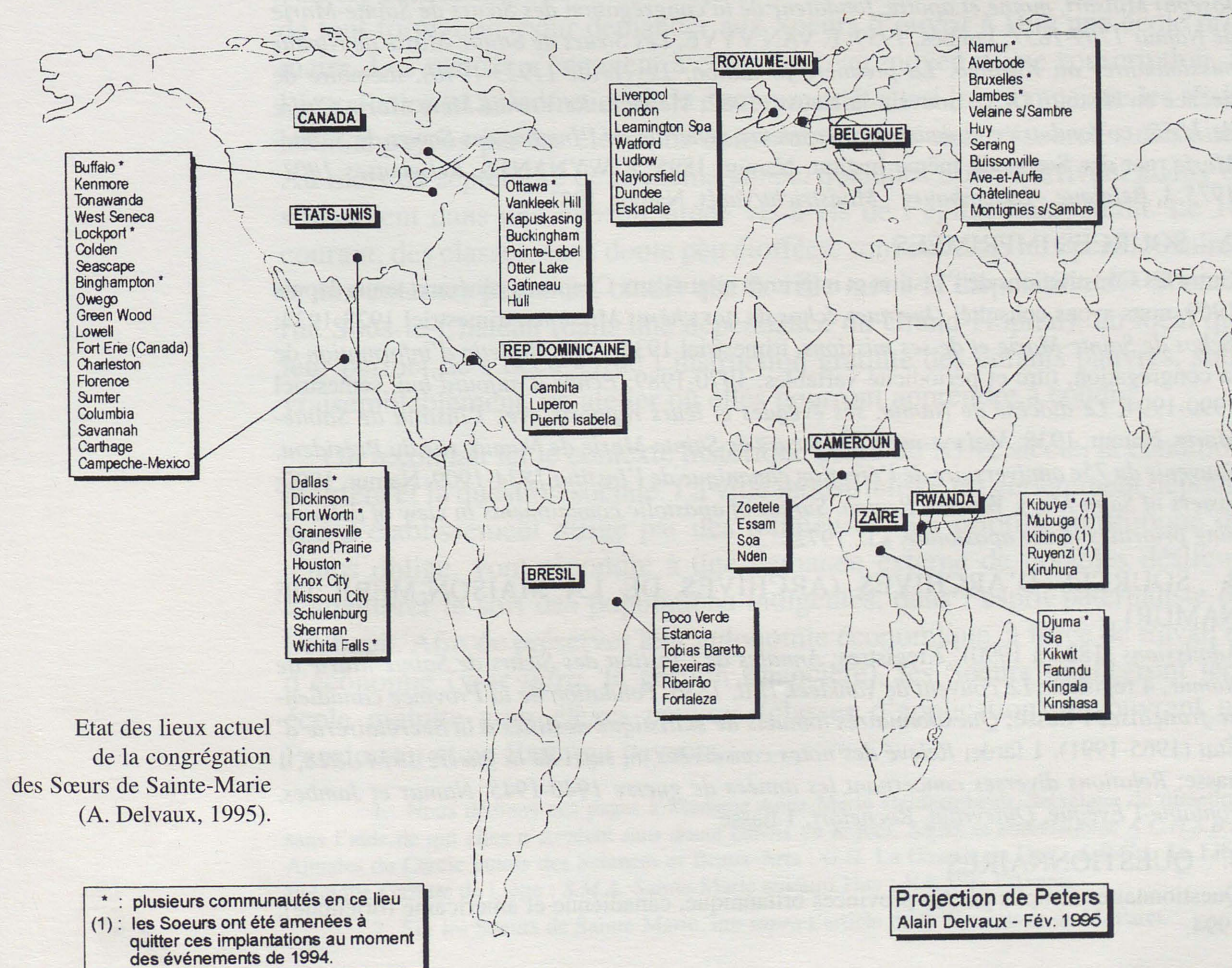 CANADA
ETATS-UNIS
Buffalo *
Kenmore
Tonawanda
West Seneca
Lockport *
Colden
Seascape
Binghampton *
Owego
Green Wood
Lowell
Fort Erie (Canada)
Charleston
Florence
Sumter
Columbia
Savannah
Carthage
Campeche-Mexico
Ottawa *
Vankleek Hill
Kapuskasing
Buckingham
Pointe-Lebel
Otter Lake
Gatineau
Hull
REP. DOMINICAINE
Cambita
Luperon
Puerto Isabela
Dallas *
Dickinson
Fort Worth *
Grainesville
Grand Prairie
Houston *
Knox City
Missouri City
Schulenburg
Sherman
Wichita Falls *
BRESIL
Poco Verde
Estancia
Tobias Baretto
Flexeiras
Ribeirâo
Fortaleza
ROYAUME-UNI
Liverpool
London
Leamington Spa
Watford
Ludlow
Naylorsfield
Dundee
Eskadale
BELGIQUE
Namur *
Averbode
Bruxelles *
Jambes *
Velaine s/Sambre
Huy
Seraing
Buissonville
Ave-et-Auffe
Châtelineau
Montignies s/Sambre
CAMEROUN
Zoetele
Essam
Soa
Nden
ZAÏRE
RWANDA
Kibuye * (1)
Mubuga (1)
Kibingo (1)
Ruyenzi (1)
Kiruhura
Djuma *
Sia
Kikwit
Fatundu
Kingala
Kinshasa
Etat des lieux actuel
de la congrégation
des Sœurs de Sainte-Marie
(A. Delvaux, 1995).
* : plusieurs communautés en ce lieu
(1) : les Soeurs ont été amenées à
quitter ces implantations au moment
des événements de 1994.
Projection de Peters
Alain Delvaux - Fév. 1995